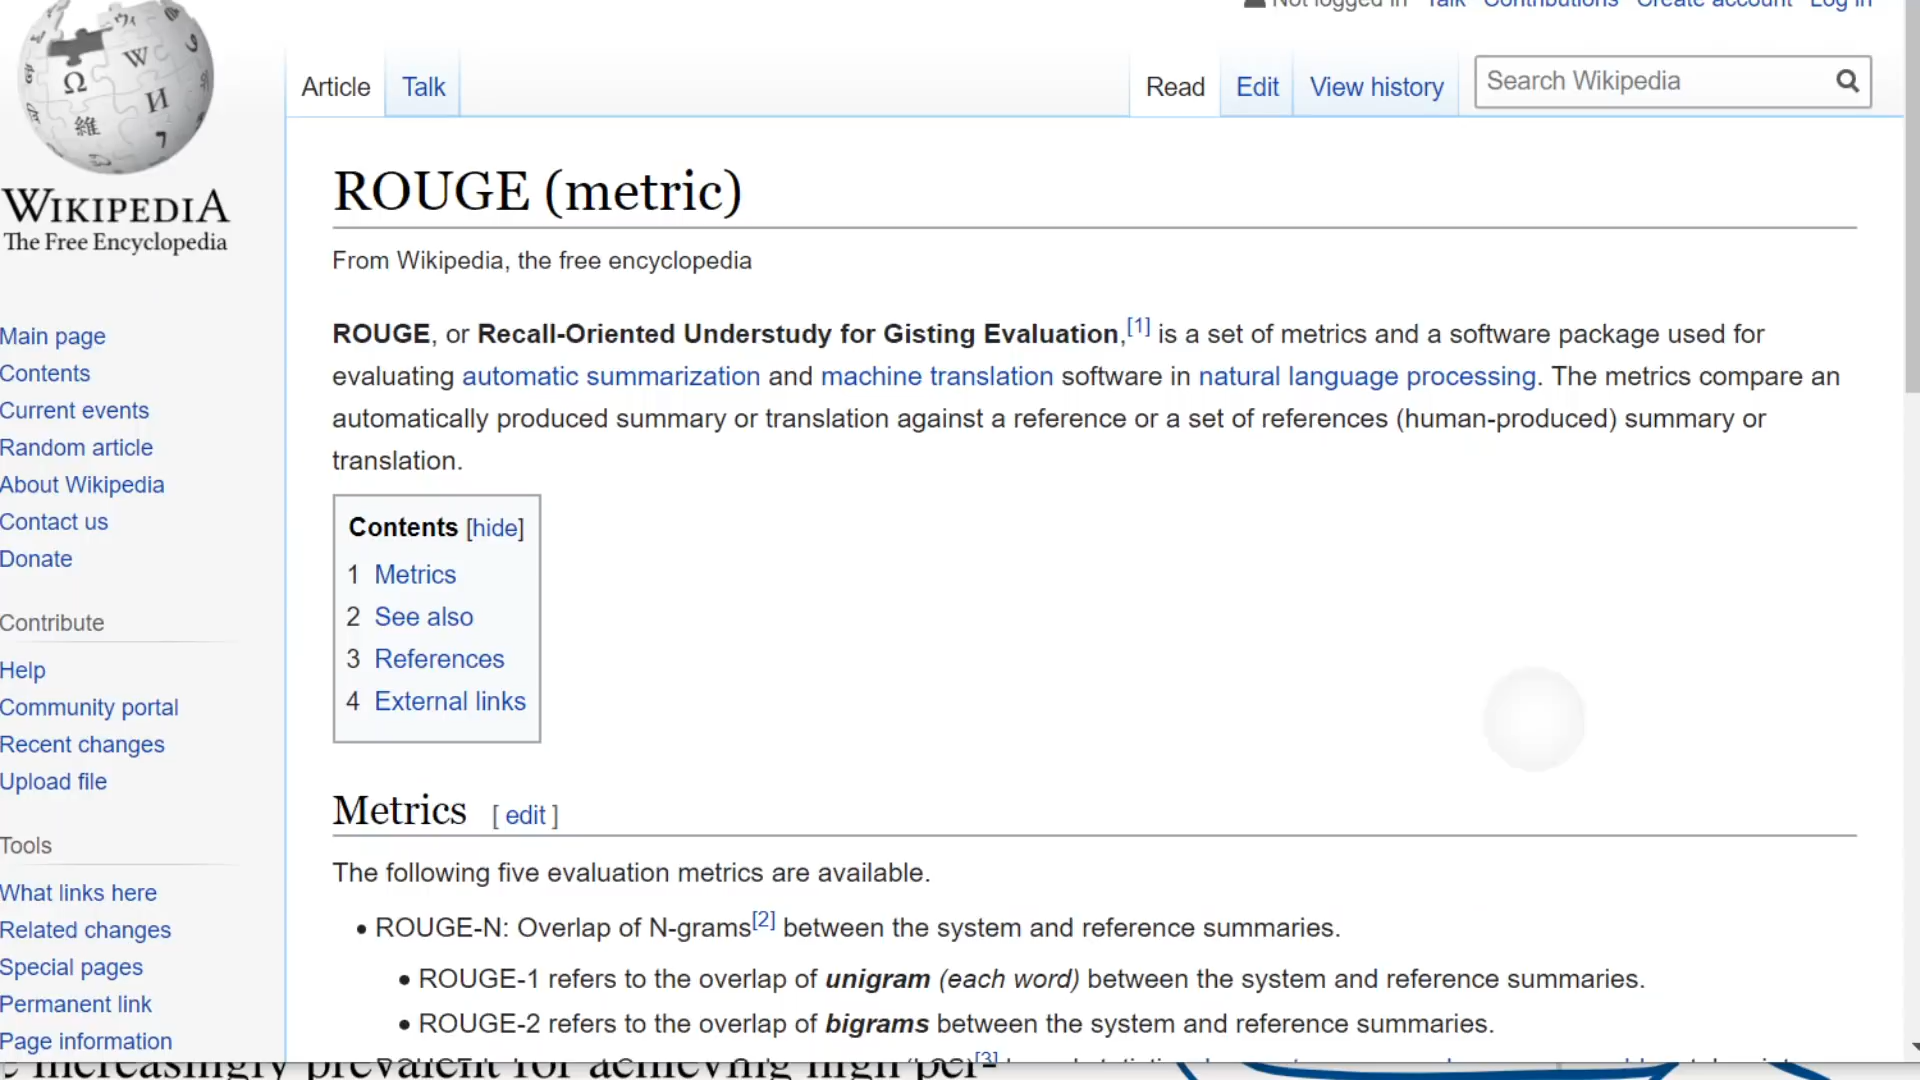 Not logged in Talk Contributions Create account Log in
Article Talk Read Edit View history Search Wikipedia
WIKIPEDIA
The Free Encyclopedia
ROUGE (metric)
From Wikipedia, the free encyclopedia
ROUGE, or Recall-Oriented Understudy for Gisting Evaluation,[1] is a set of metrics and a software package used for
evaluating automatic summarization and machine translation software in natural language processing. The metrics compare an
automatically produced summary or translation against a reference or a set of references (human-produced) summary or
translation.
Contents [hide]
1 Metrics
2 See also
3 References
4 External links
Metrics [ edit ]
The following five evaluation metrics are available.
• ROUGE-N: Overlap of N-grams[2] between the system and reference summaries.
• ROUGE-1 refers to the overlap of unigram (each word) between the system and reference summaries.
• ROUGE-2 refers to the overlap of bigrams between the system and reference summaries.
Main page
Contents
Current events
Random article
About Wikipedia
Contact us
Donate
Contribute
Help
Community portal
Recent changes
Upload file
Tools
What links here
Related changes
Special pages
Permanent link
Page information
increasingly prevalent for achieving high per-